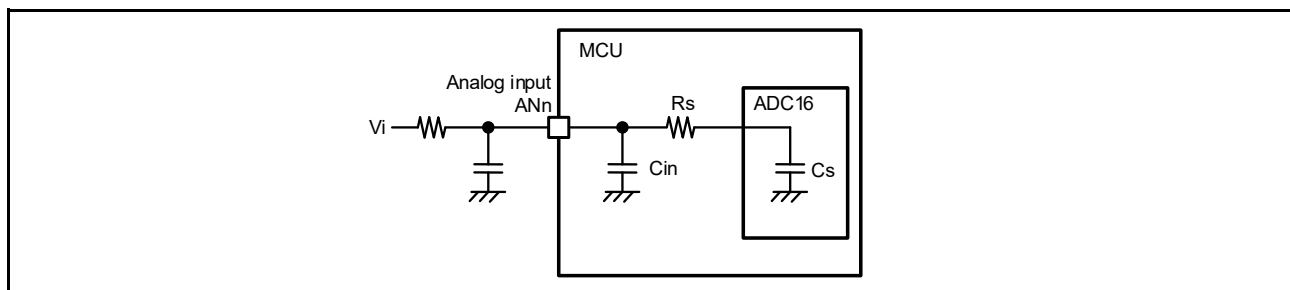 MCU
Analog input
ANn
Rs
ADC16
Vi
Cin
Cs